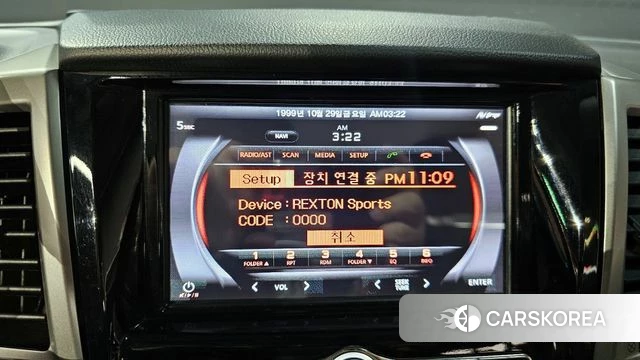 1999년 10월 29일금요일 AM03:22
5SEC
AM
NAVI
3:22
RADIO/AST SCAN MEDIA SETUP
Setup 장치 연결 중 PM 11:09
Device : REXTON Sports
CODE : 0000
취소
1 2 3 4 5 6
FOLDER▲ RPT RDM FOLDER▼ EQ INFO
< VOL > < SEEK TUNE > ENTER
CARSKOREA